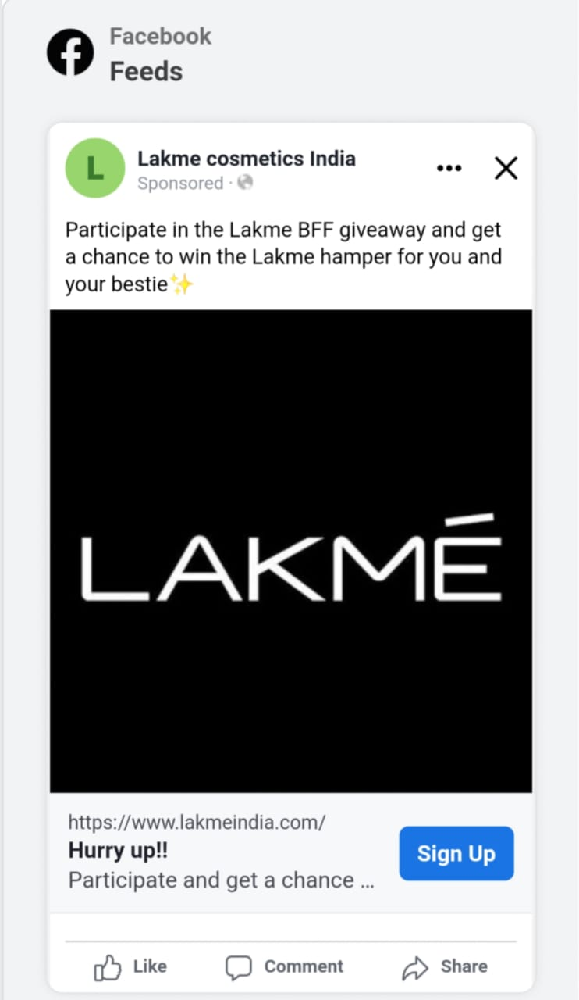 Facebook
Feeds
L
Lakme cosmetics India
Sponsored ·
Participate in the Lakme BFF giveaway and get
a chance to win the Lakme hamper for you and
your bestie✨
LAKMÉ
https://www.lakmeindia.com/
Hurry up!!
Participate and get a chance ...
Sign Up
Like
Comment
Share